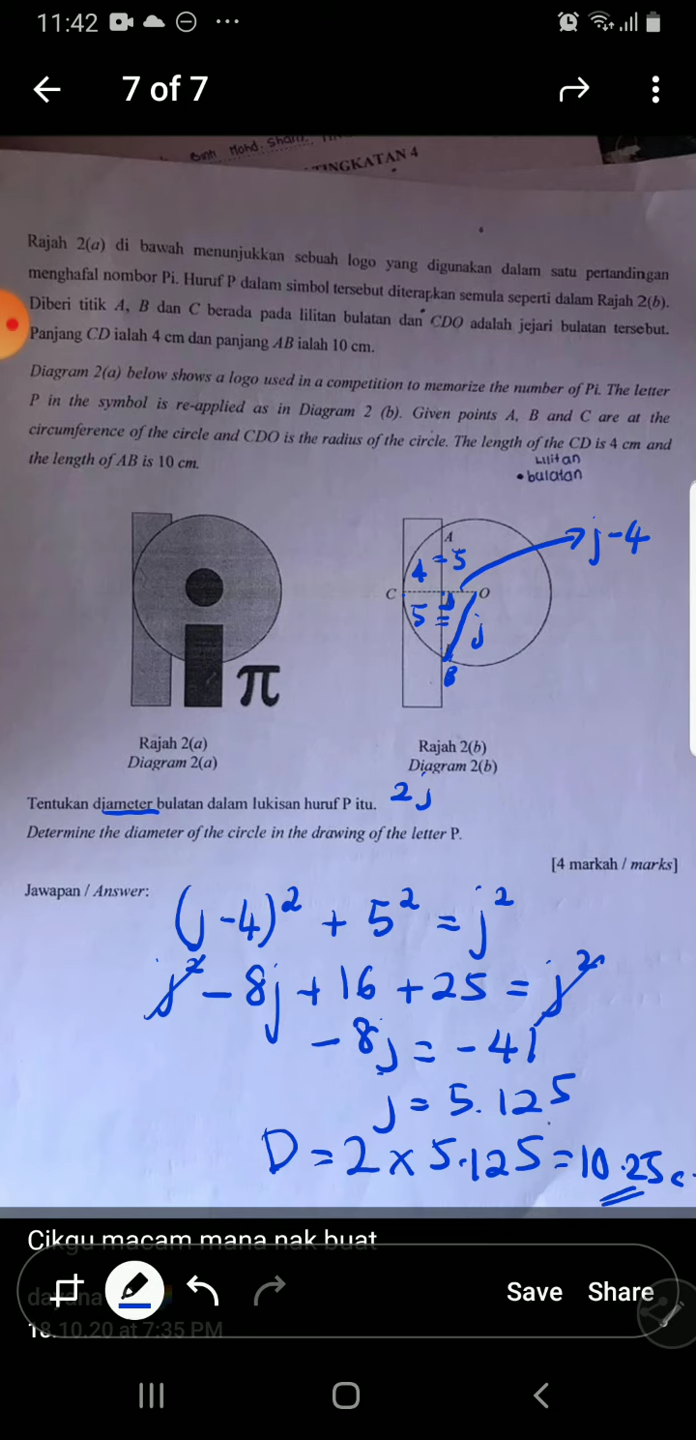 11:42
7 of 7
Binti Mohd. Sham
TINGKATAN 4
Rajah 2(a) di bawah menunjukkan sebuah logo yang digunakan dalam satu pertandingan
menghafal nombor Pi. Huruf P dalam simbol tersebut diterapkan semula seperti dalam Rajah 2(b).
Diberi titik A, B dan C berada pada lilitan bulatan dan CDO adalah jejari bulatan tersebut.
Panjang CD ialah 4 cm dan panjang AB ialah 10 cm.
Diagram 2(a) below shows a logo used in a competition to memorize the number of Pi. The letter
P in the symbol is re-applied as in Diagram 2 (b). Given points A, B and C are at the
circumference of the circle and CDO is the radius of the circle. The length of the CD is 4 cm and
the length of AB is 10 cm.
Lilitan
• bulatan
π
A
5
j-4
4
C
D
O
5
j
B
Rajah 2(a)
Diagram 2(a)
Rajah 2(b)
Diagram 2(b)
Tentukan djameter bulatan dalam lukisan huruf P itu.
2j
Determine the diameter of the circle in the drawing of the letter P.
[4 markah / marks]
Jawapan / Answer:
(j-4)² + 5² = j²
j² - 8j + 16 + 25 = j²
- 8j = - 41
j = 5.125
D = 2 × 5.125 = 10.25c
Cikgu macam mana nak buat
Save Share
18.10.20 at 7:35 PM